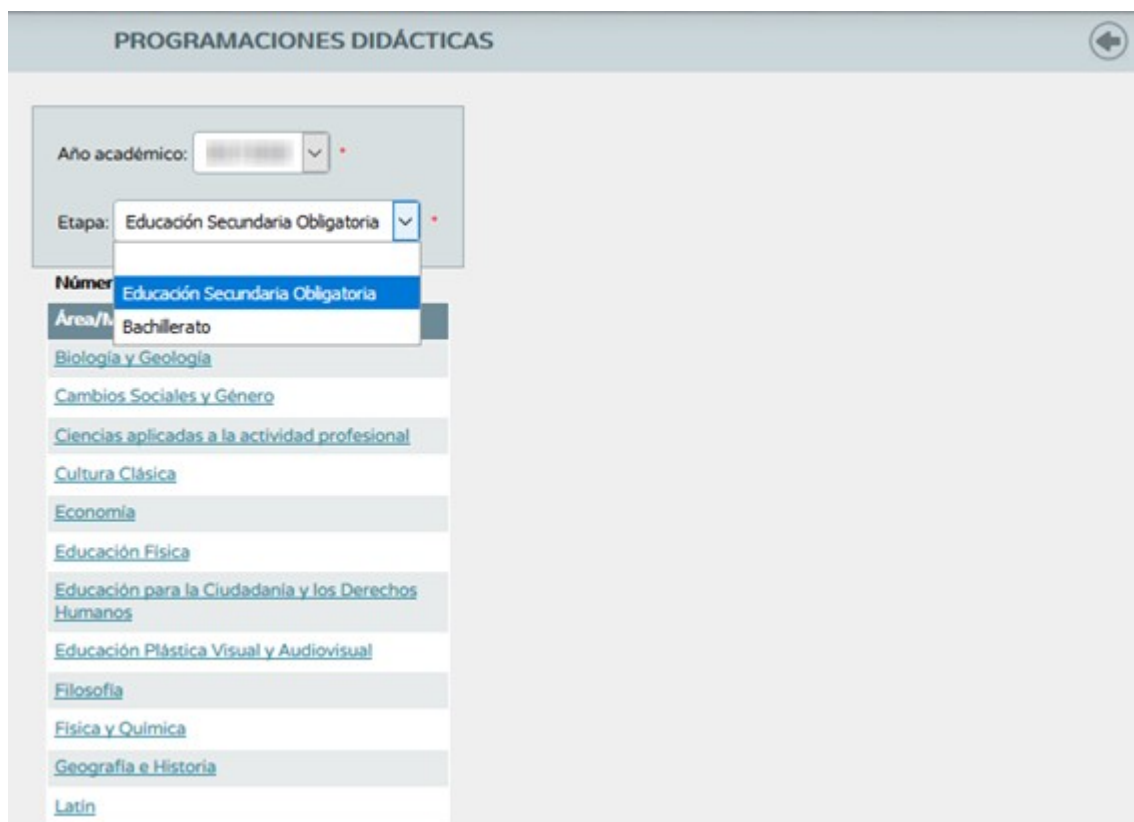 PROGRAMACIONES DIDÁCTICAS
Año académico: *
Etapa: Educación Secundaria Obligatoria *
Educación Secundaria Obligatoria
Bachillerato
Biología y Geología
Cambios Sociales y Género
Ciencias aplicadas a la actividad profesional
Cultura Clásica
Economía
Educación Física
Educación para la Ciudadanía y los Derechos
Humanos
Educación Plástica Visual y Audiovisual
Filosofía
Física y Química
Geografía e Historia
Latín